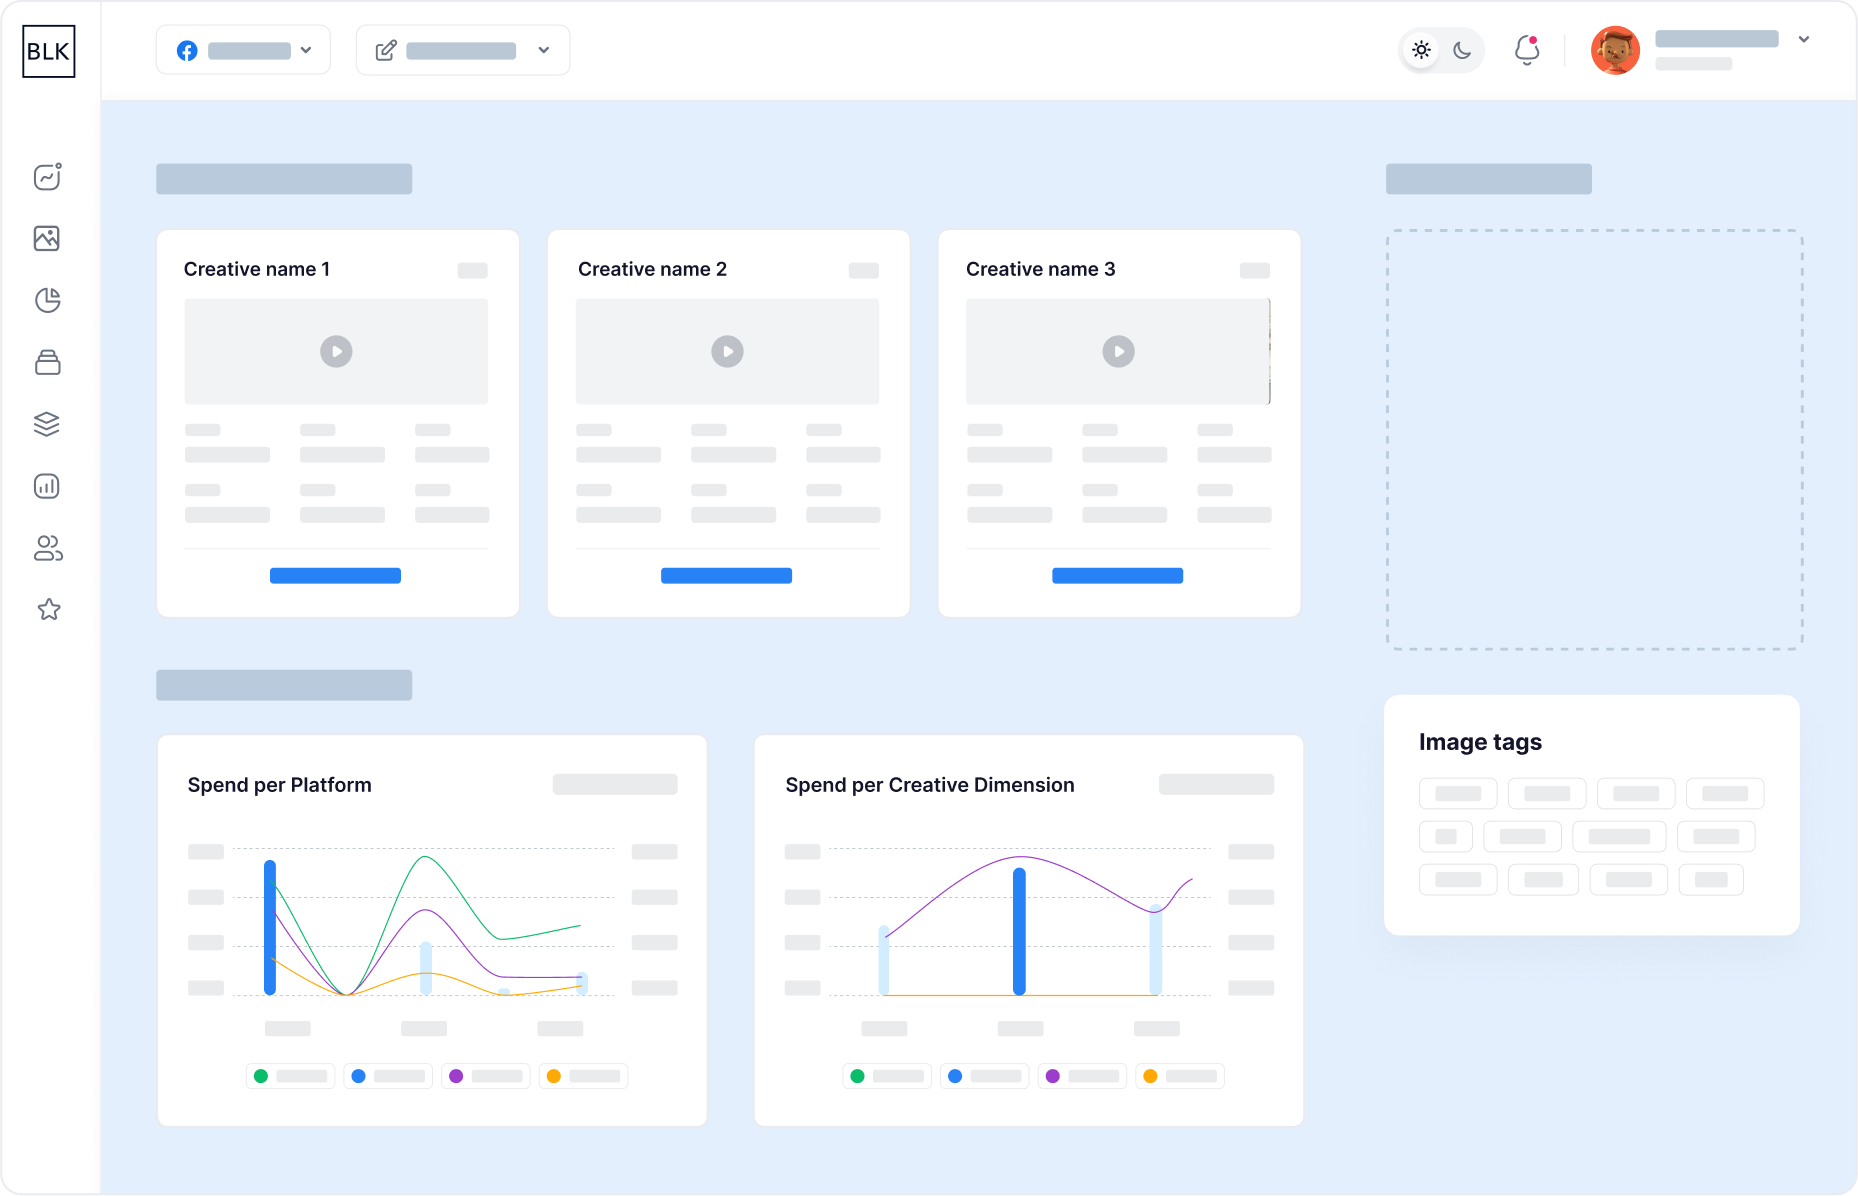 BLK
Creative name 1
Creative name 2
Creative name 3
Spend per Platform
Spend per Creative Dimension
Image tags